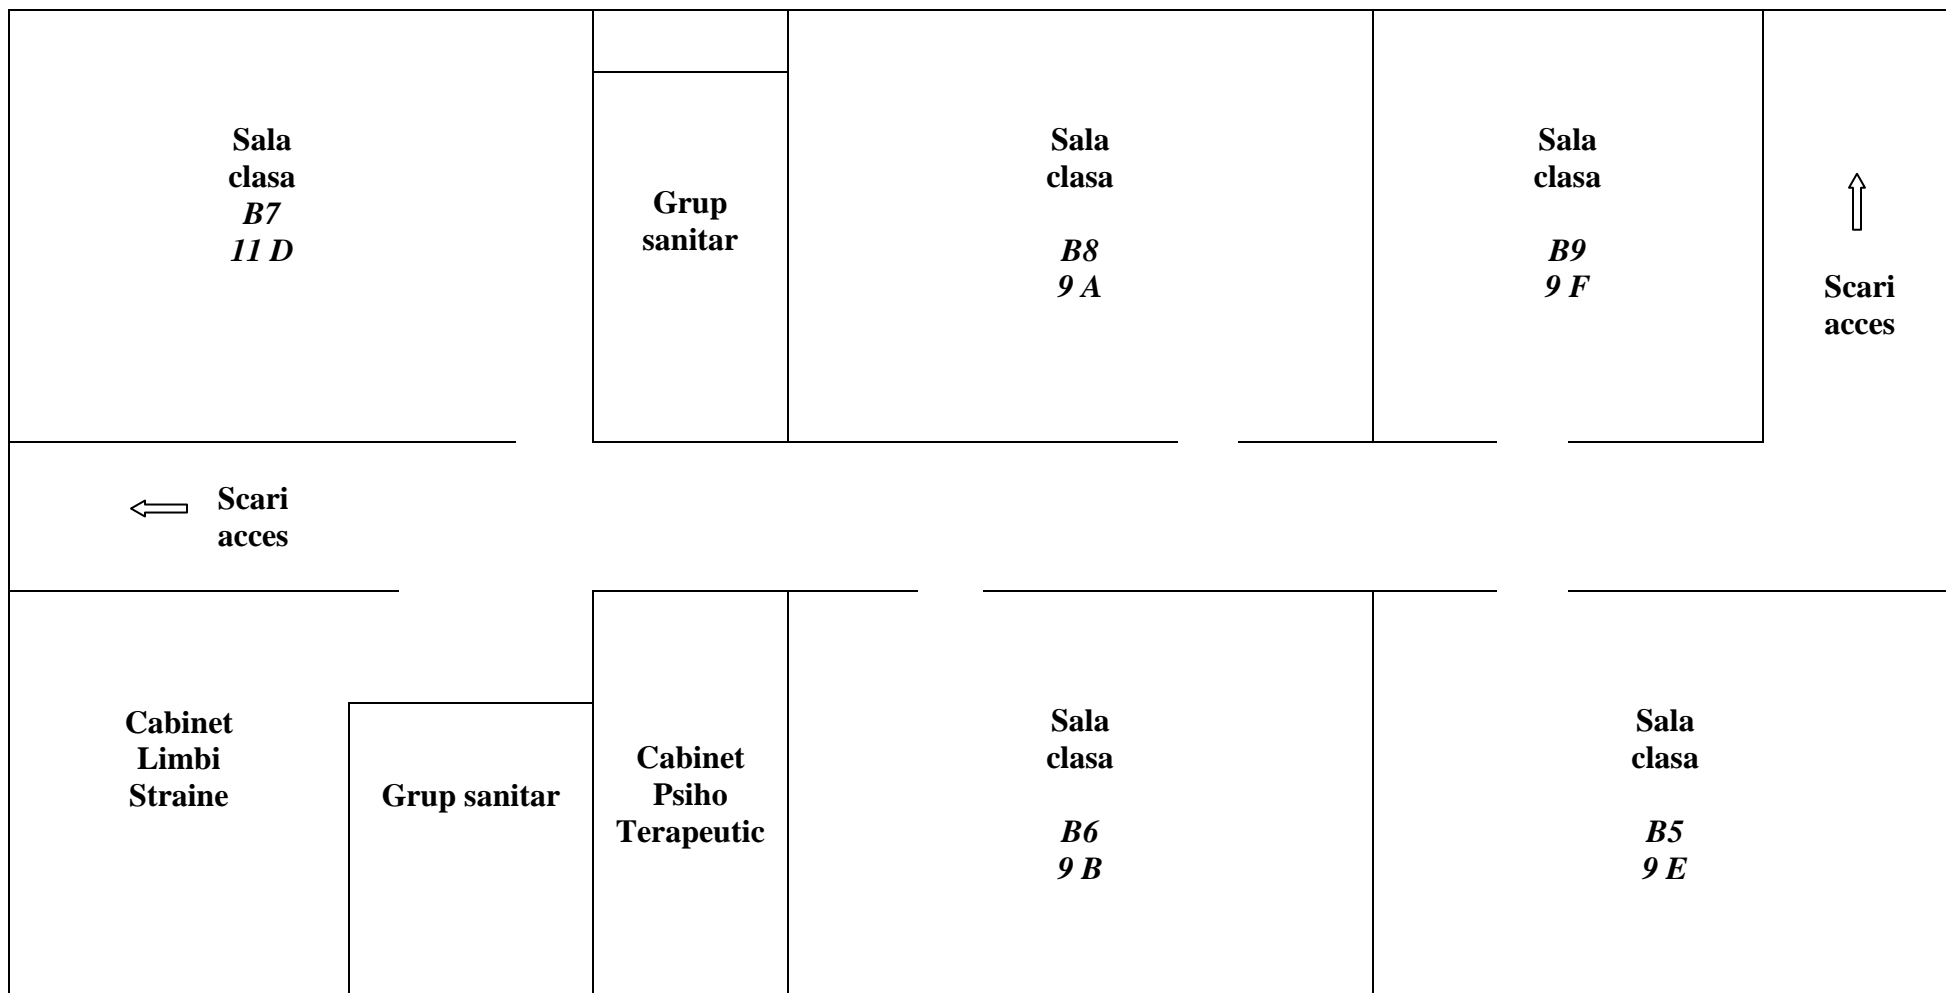 Sala
clasa
B7
11 D
Grup
sanitar
Sala
clasa
B8
9 A
Sala
clasa
B9
9 F
Scari
acces
Scari
acces
Cabinet
Limbi
Straine
Grup sanitar
Cabinet
Psiho
Terapeutic
Sala
clasa
B6
9 B
Sala
clasa
B5
9 E